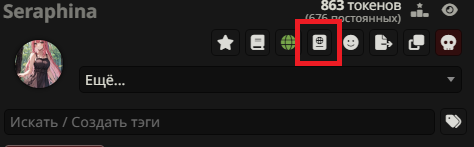 Seraphina
863 токенов
(676 постоянных)
Ещё...
Искать / Создать тэги